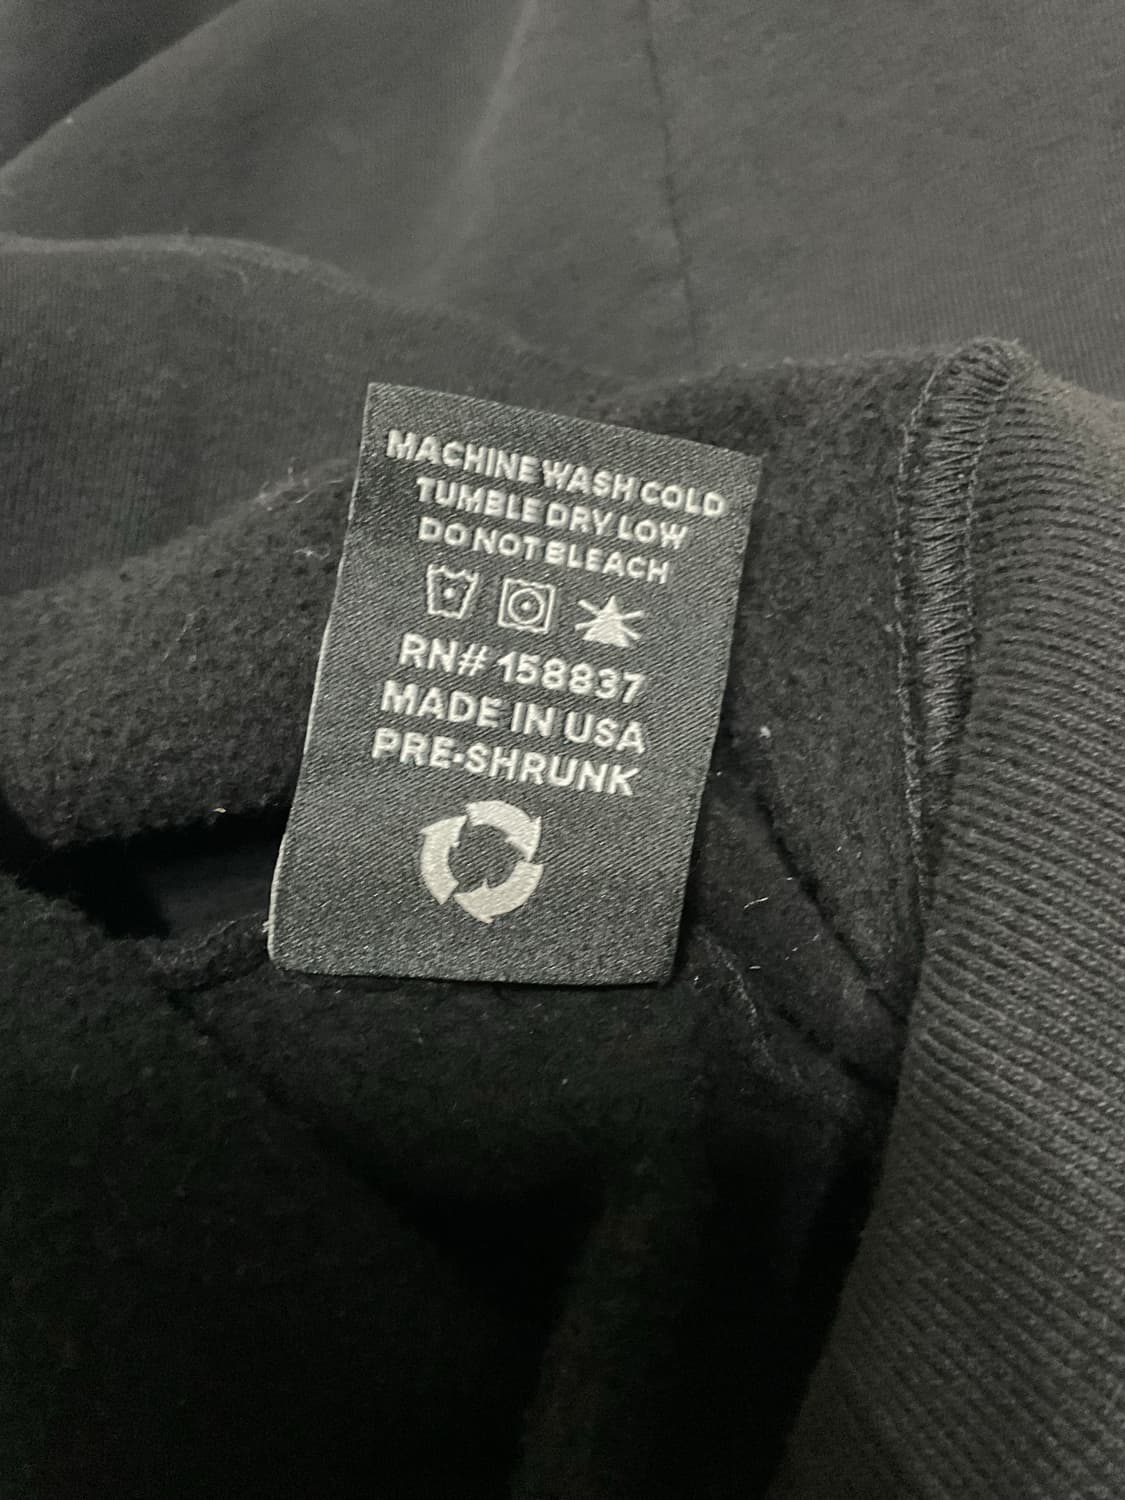 MACHINE WASH COLD
TUMBLE DRY LOW
DO NOT BLEACH
RN# 158837
MADE IN USA
PRE-SHRUNK